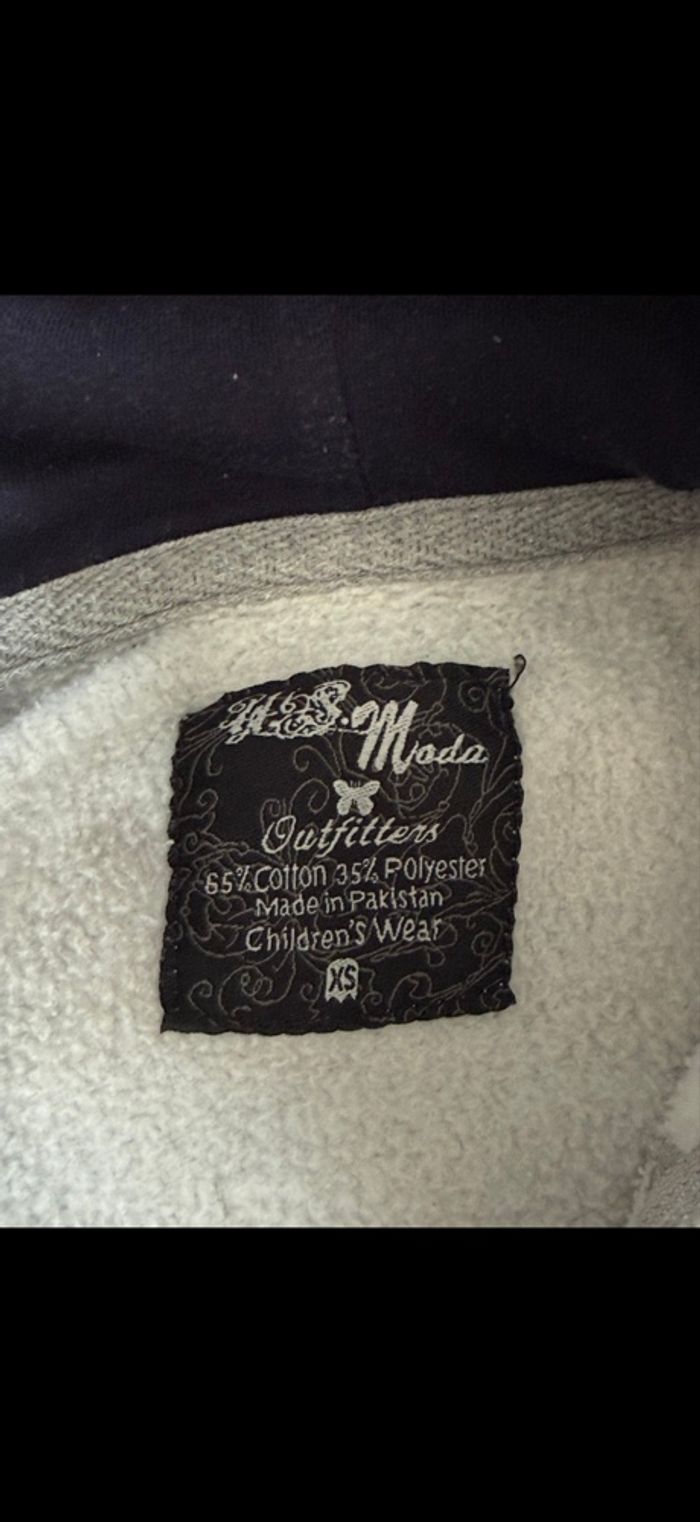 U.S. Moda
Outfitters
65% Cotton 35% Polyester
Made in Pakistan
Children's Wear
XS